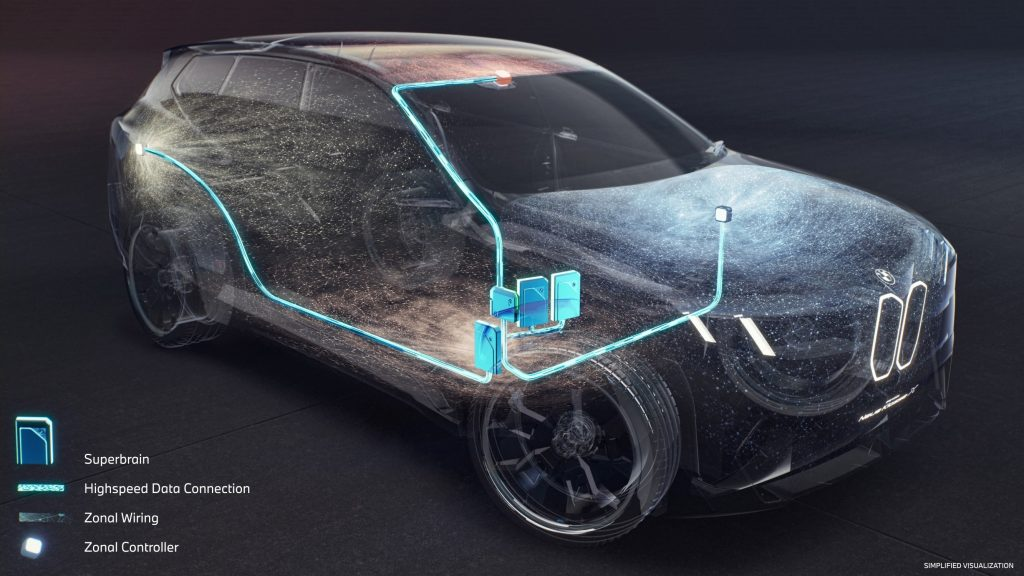 Superbrain
Highspeed Data Connection
Zonal Wiring
Zonal Controller
SIMPLIFIED VISUALIZATION